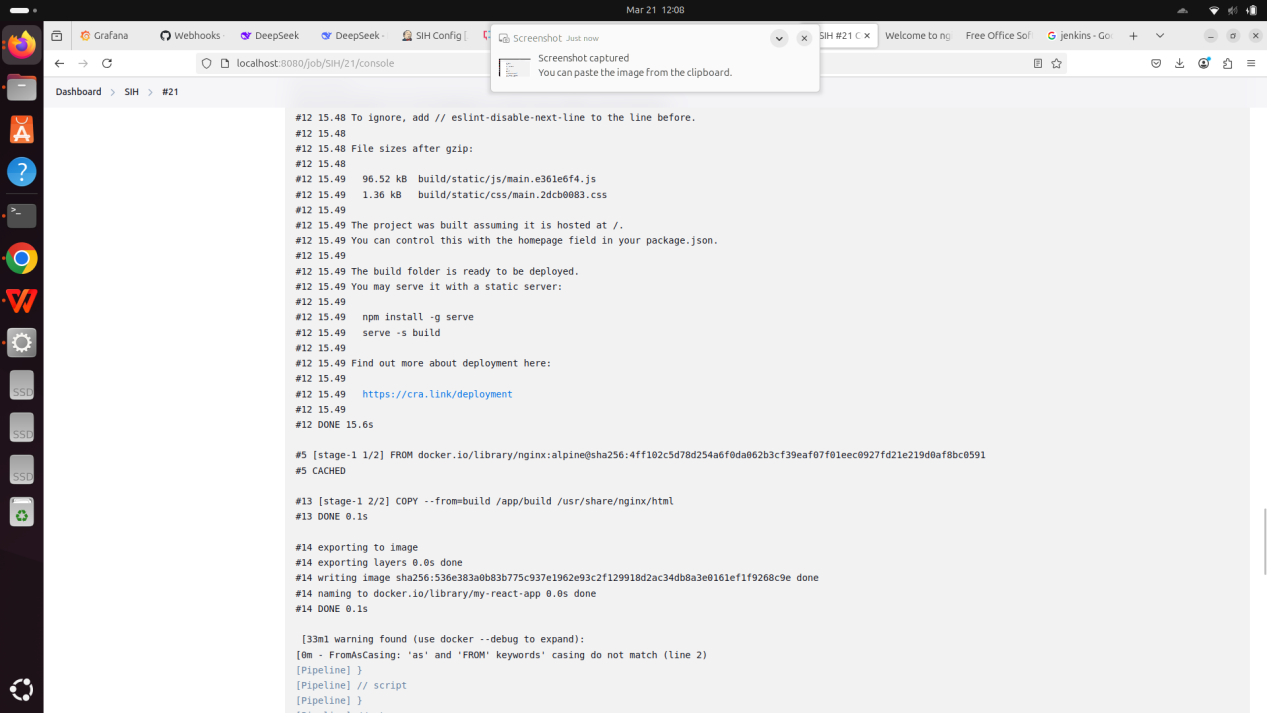 Mar 21 12:08
Grafana
Webhooks
DeepSeek
DeepSeek
SIH Config [
SIH #21 C
Welcome to ng
Free Office Sof
jenkins - Goo
Screenshot Just now
Screenshot captured
You can paste the image from the clipboard.
localhost:8080/job/SIH/21/console
Dashboard > SIH > #21
#12 15.48 To ignore, add // eslint-disable-next-line to the line before.
#12 15.48
#12 15.48 File sizes after gzip:
#12 15.48
#12 15.49   96.52 kB  build/static/js/main.e361e6f4.js
#12 15.49   1.36 kB   build/static/css/main.2dcb0083.css
#12 15.49
#12 15.49 The project was built assuming it is hosted at /.
#12 15.49 You can control this with the homepage field in your package.json.
#12 15.49
#12 15.49 The build folder is ready to be deployed.
#12 15.49 You may serve it with a static server:
#12 15.49
#12 15.49   npm install -g serve
#12 15.49   serve -s build
#12 15.49
#12 15.49 Find out more about deployment here:
#12 15.49
#12 15.49   https://cra.link/deployment
#12 15.49
#12 DONE 15.6s
#5 [stage-1 1/2] FROM docker.io/library/nginx:alpine@sha256:4ff102c5d78d254a6f0da062b3cf39eaf07f01eec0927fd21e219d0af8bc0591
#5 CACHED
#13 [stage-1 2/2] COPY --from=build /app/build /usr/share/nginx/html
#13 DONE 0.1s
#14 exporting to image
#14 exporting layers 0.0s done
#14 writing image sha256:536e383a0b83b775c937e1962e93c2f129918d2ac34db8a3e0161ef1f9268c9e done
#14 naming to docker.io/library/my-react-app 0.0s done
#14 DONE 0.1s
[33m1 warning found (use docker --debug to expand):
[0m - FromAsCasing: 'as' and 'FROM' keywords' casing do not match (line 2)
[Pipeline] }
[Pipeline] // script
[Pipeline] }
SSD
SSD
SSD